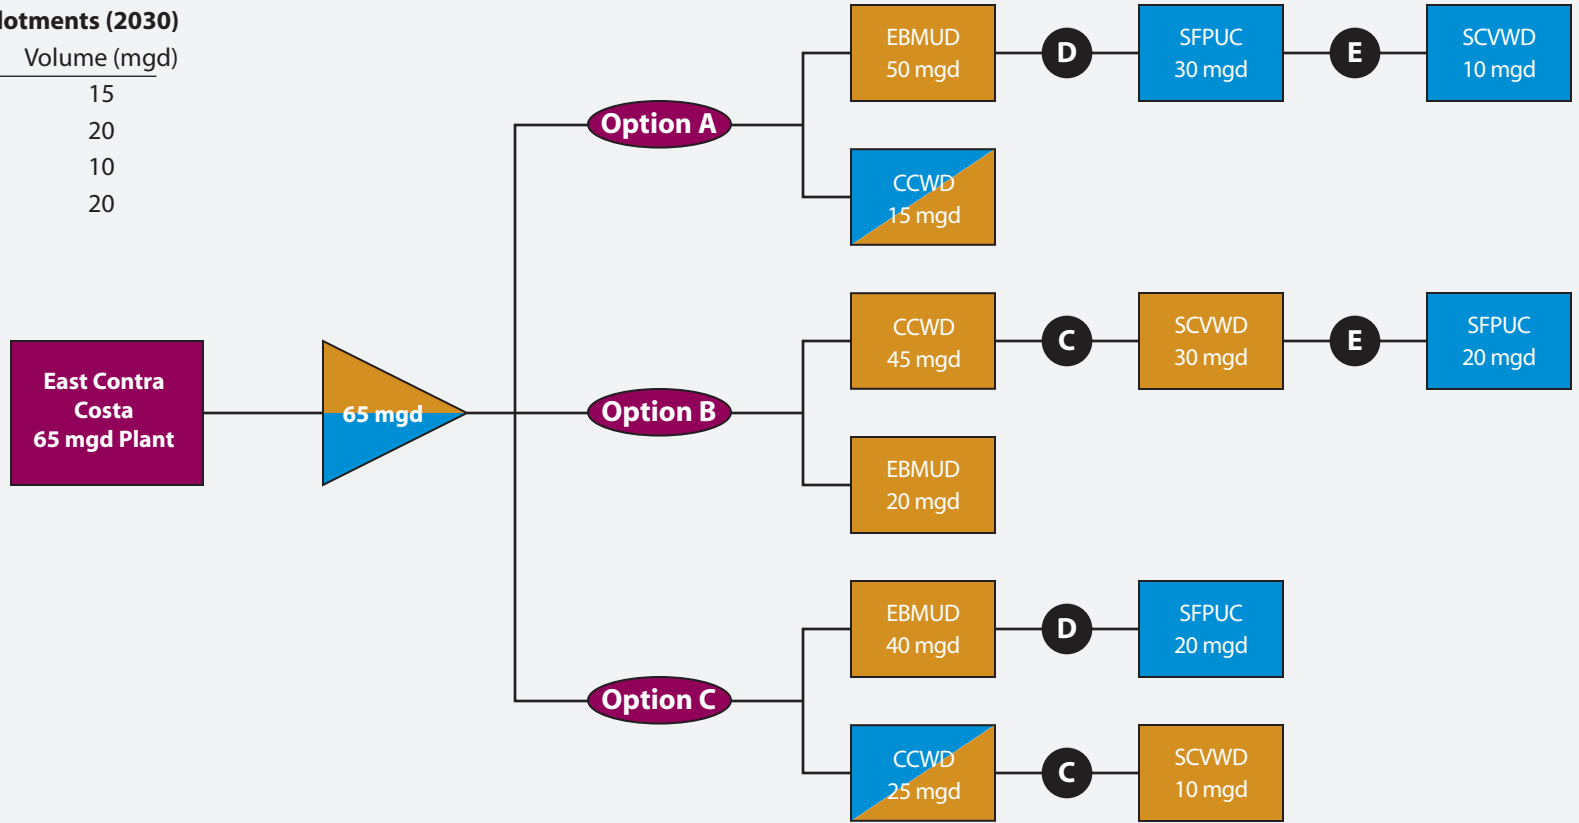 (2030)
Volume (mgd)
15
20
10
20
East Contra
Costa
65 mgd Plant
65 mgd
Option A
EBMUD
50 mgd
D
SFPUC
30 mgd
E
SCVWD
10 mgd
CCWD
15 mgd
Option B
CCWD
45 mgd
C
SCVWD
30 mgd
E
SFPUC
20 mgd
EBMUD
20 mgd
Option C
EBMUD
40 mgd
D
SFPUC
20 mgd
CCWD
25 mgd
C
SCVWD
10 mgd